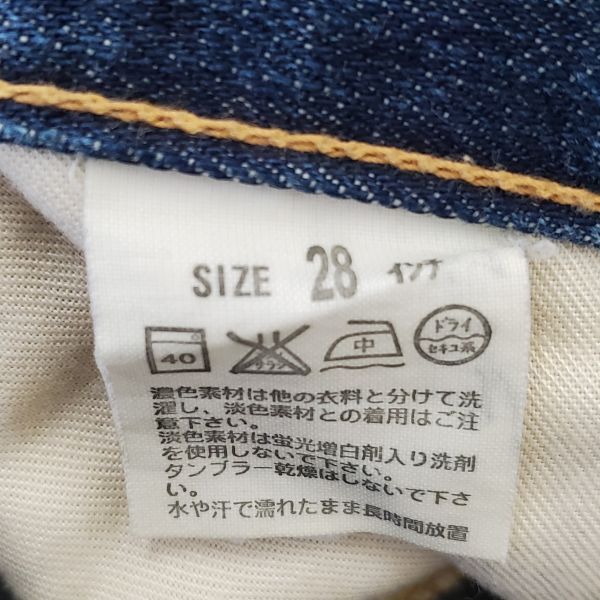 SIZE 28 インチ
40 エンソ サラシ 中 ドライ セキユ系
濃色素材は他の衣料と分けて洗
濯し、淡色素材との着用はご注
意下さい。
淡色素材は蛍光増白剤入り洗剤
を使用しないで下さい。
タンブラー乾燥はしないで下さ
い。
水や汗で濡れたまま長時間放置